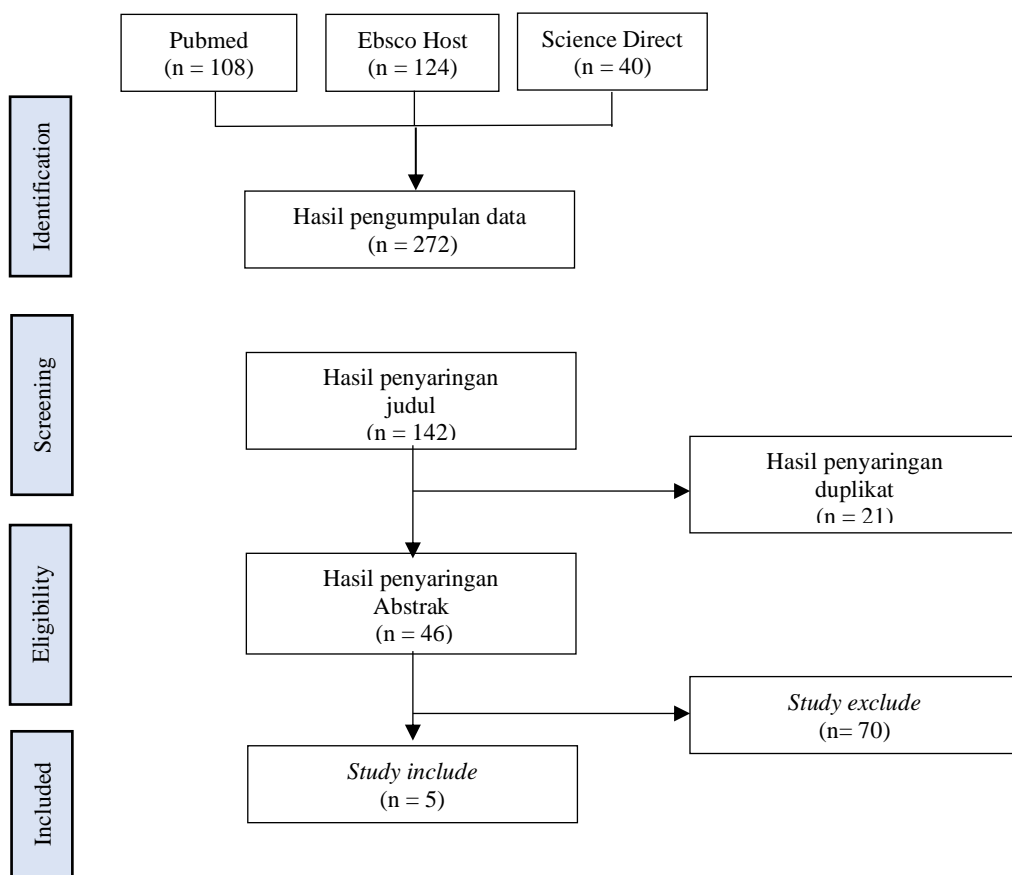 Pubmed
(n = 108)
Ebsco Host
(n = 124)
Science Direct
(n = 40)
Identification
Hasil pengumpulan data
(n = 272)
Screening
Hasil penyaringan
judul
(n = 142)
Hasil penyaringan
duplikat
(n = 21)
Eligibility
Hasil penyaringan
Abstrak
(n = 46)
Study exclude
(n= 70)
Included
Study include
(n = 5)